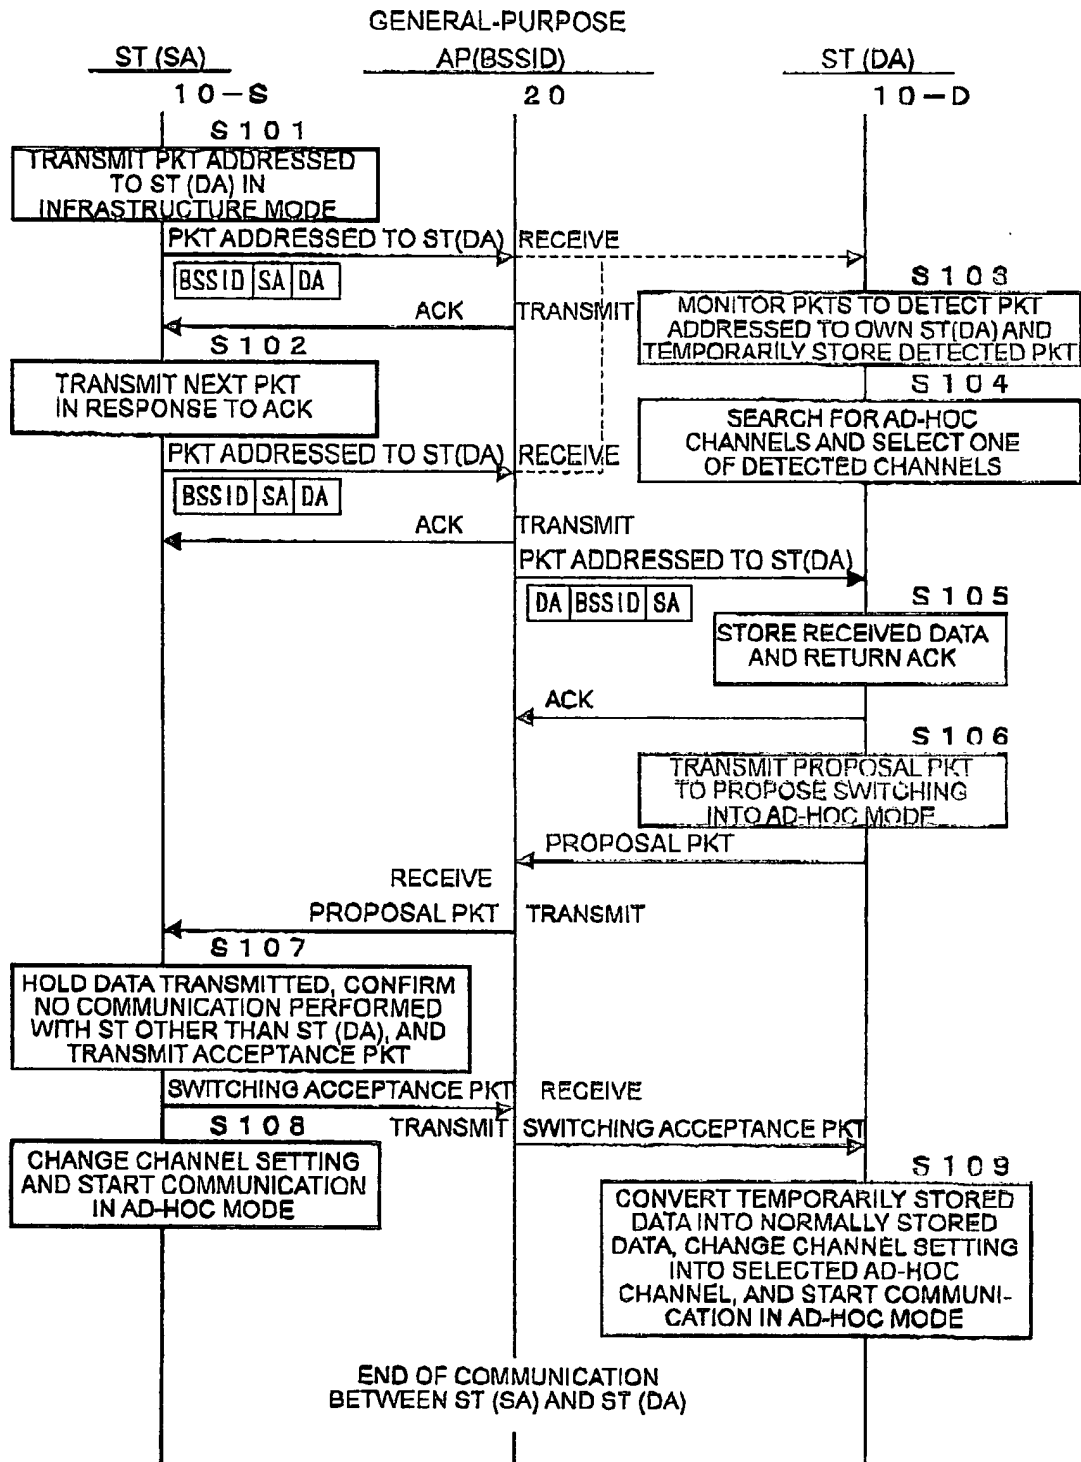 GENERAL-PURPOSE
ST (SA)
AP(BSSID)
ST (DA)
10-S
20
10-D
S101
TRANSMIT PKT ADDRESSED
TO ST (DA) IN
INFRASTRUCTURE MODE
PKT ADDRESSED TO ST(DA)
RECEIVE
BSSID SA DA
S103
MONITOR PKTS TO DETECT PKT
ADDRESSED TO OWN ST(DA) AND
TEMPORARILY STORE DETECTED PKT
ACK
TRANSMIT
S102
TRANSMIT NEXT PKT
IN RESPONSE TO ACK
S104
SEARCH FOR AD-HOC
CHANNELS AND SELECT ONE
OF DETECTED CHANNELS
PKT ADDRESSED TO ST(DA)
RECEIVE
BSSID SA DA
ACK
TRANSMIT
PKT ADDRESSED TO ST(DA)
DA BSSID SA
S105
STORE RECEIVED DATA
AND RETURN ACK
ACK
S106
TRANSMIT PROPOSAL PKT
TO PROPOSE SWITCHING
INTO AD-HOC MODE
PROPOSAL PKT
RECEIVE
PROPOSAL PKT
TRANSMIT
S107
HOLD DATA TRANSMITTED, CONFIRM
NO COMMUNICATION PERFORMED
WITH ST OTHER THAN ST (DA), AND
TRANSMIT ACCEPTANCE PKT
SWITCHING ACCEPTANCE PKT
RECEIVE
S108
TRANSMIT
SWITCHING ACCEPTANCE PKT
CHANGE CHANNEL SETTING
AND START COMMUNICATION
IN AD-HOC MODE
S109
CONVERT TEMPORARILY STORED
DATA INTO NORMALLY STORED
DATA, CHANGE CHANNEL SETTING
INTO SELECTED AD-HOC
CHANNEL, AND START COMMUNI-
CATION IN AD-HOC MODE
END OF COMMUNICATION
BETWEEN ST (SA) AND ST (DA)